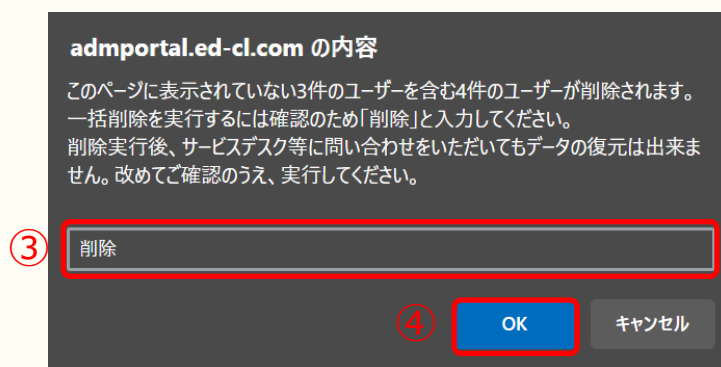 admportal.ed-cl.com の内容
このページに表示されていない3件のユーザーを含む4件のユーザーが削除されます。
一括削除を実行するには確認のため「削除」と入力してください。
削除実行後、サービスデスク等に問い合わせをいただいてもデータの復元は出来ま
せん。改めてご確認のうえ、実行してください。
③ 削除
④ OK キャンセル